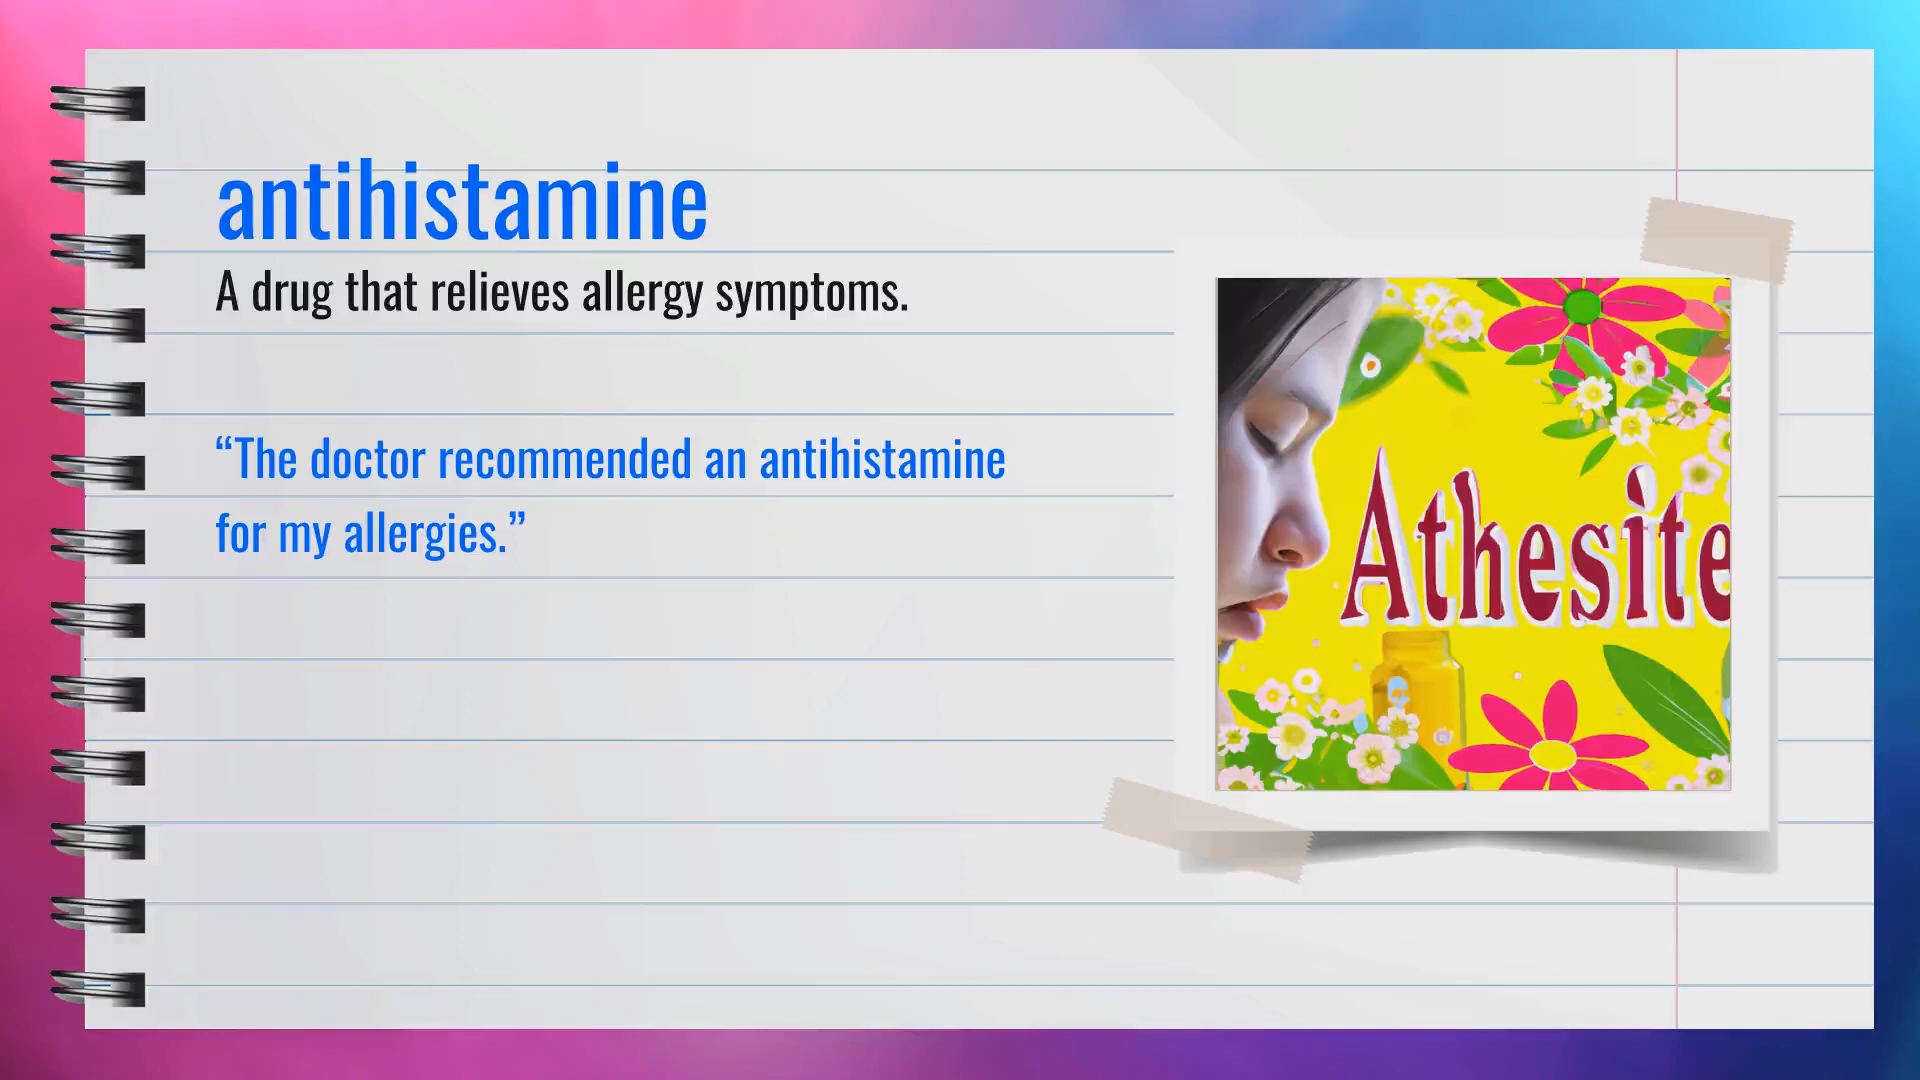 antihistamine
A drug that relieves allergy symptoms.
“The doctor recommended an antihistamine
for my allergies.”
Athesite